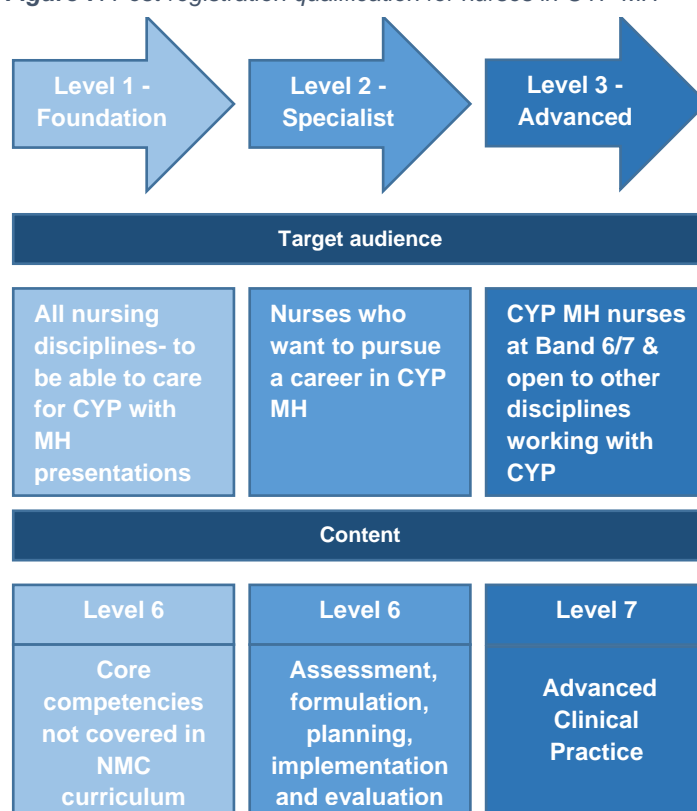 Level 1 -
Foundation
Level 2 -
Specialist
Level 3 -
Advanced
Target audience
All nursing
disciplines- to
be able to care
for CYP with
MH
presentations
Nurses who
want to pursue
a career in CYP
MH
CYP MH nurses
at Band 6/7 &
open to other
disciplines
working with
CYP
Content
Level 6
Level 6
Level 7
Core
competencies
not covered in
NMC
curriculum
Assessment,
formulation,
planning,
implementation
and evaluation
Advanced
Clinical
Practice